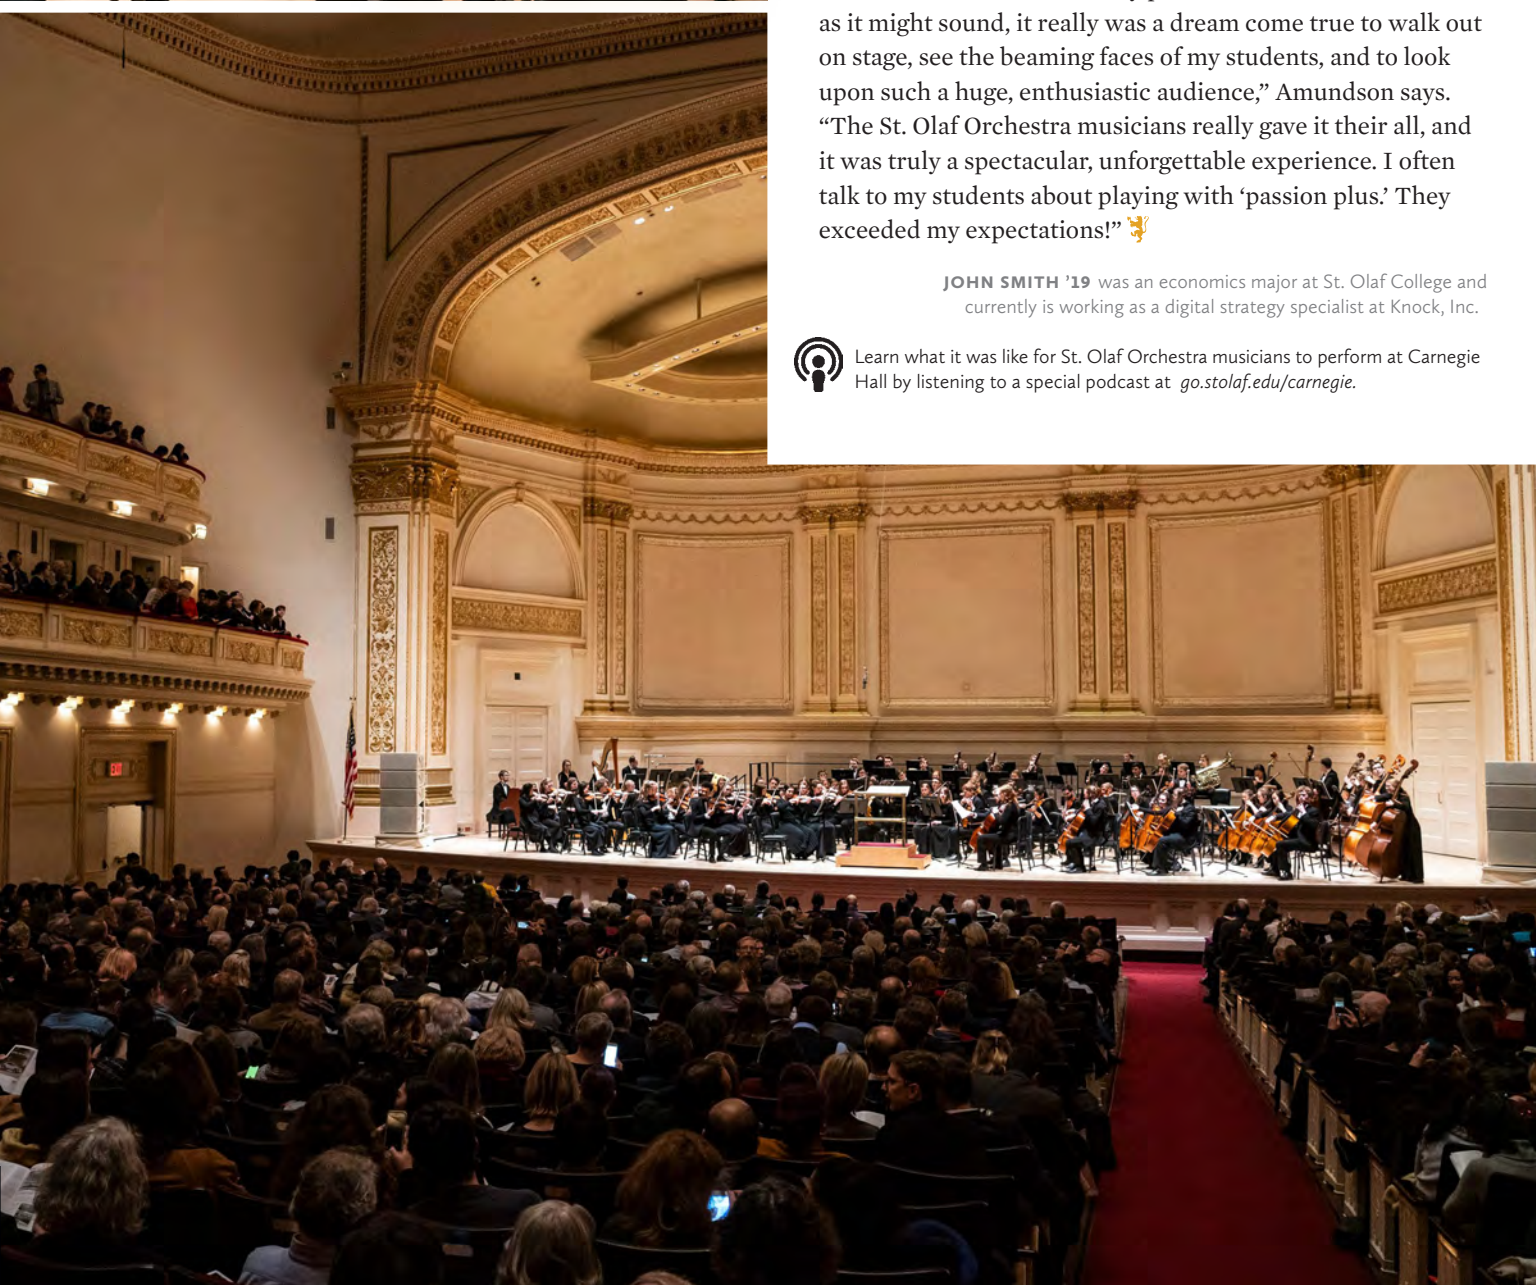 as it might sound, it really was a dream come true to walk out
on stage, see the beaming faces of my students, and to look
upon such a huge, enthusiastic audience,” Amundson says.
“The St. Olaf Orchestra musicians really gave it their all, and
it was truly a spectacular, unforgettable experience. I often
talk to my students about playing with ‘passion plus.’ They
exceeded my expectations!”
JOHN SMITH ’19 was an economics major at St. Olaf College and
currently is working as a digital strategy specialist at Knock, Inc.
Learn what it was like for St. Olaf Orchestra musicians to perform at Carnegie
Hall by listening to a special podcast at go.stolaf.edu/carnegie.
EXIT